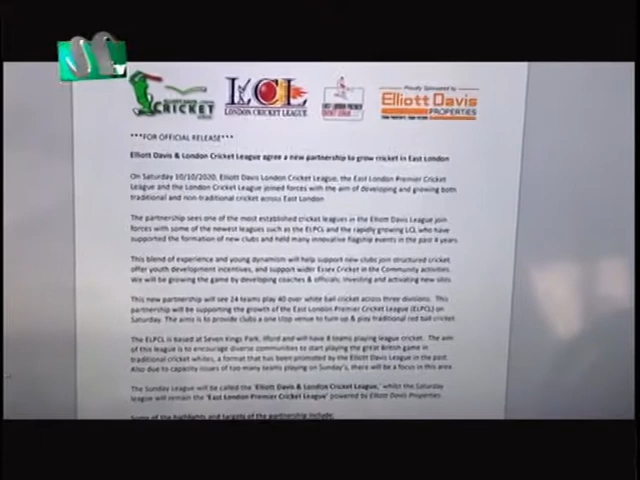 CRICKET
LCL
LONDON CRICKET LEAGUE
Proudly Sponsored by
Elliott Davis
PROPERTIES
***FOR OFFICIAL RELEASE***
Elliott Davis & London Cricket League agree a new partnership to grow cricket in East London
On Saturday 10/10/2020, Elliott Davis London Cricket League, the East London Premier Cricket
League and the London Cricket League joined forces with the aim of developing and growing both
traditional and non-traditional cricket across East London
The partnership sees one of the most established cricket leagues in the Elliott Davis League join
forces with some of the newest leagues such as the ELPCL and the rapidly growing LCL who have
supported the formation of new clubs and held many innovative flagship events in the past 4 years
This blend of experience and young dynamism will help support new clubs join structured cricket
offer youth development incentives, and support wider Essex Cricket in the Community activities.
We will be growing the game by developing coaches & officials, investing and activating new sites
This new partnership will see 24 teams play 40 over white ball cricket across three divisions. This
partnership will be supporting the growth of the East London Premier Cricket League (ELPCL) on
Saturday. The aims is to provide clubs a one stop venue to turn up & play traditional red ball cricket
The ELPCL is based at Seven Kings Park, Ilford and will have 8 teams playing league cricket. The aim
of this league is to encourage diverse communities to start playing the great British game in
traditional cricket whites, a format that has been promoted by the Elliott Davis League in the past
Also due to capacity issues of too many teams playing on Sunday's, there will be a focus in this area
The Sunday League will be called the 'Elliott Davis & London Cricket League,' whilst the Saturday
league will remain the 'East London Premier Cricket League' powered by Elliott Davis Properties
Some of the highlights and targets of the partnership include: